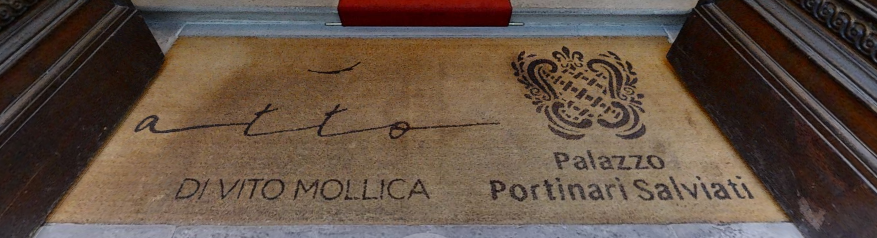 atto
DI VITO MOLLICA
Palazzo
Portinari Salviati